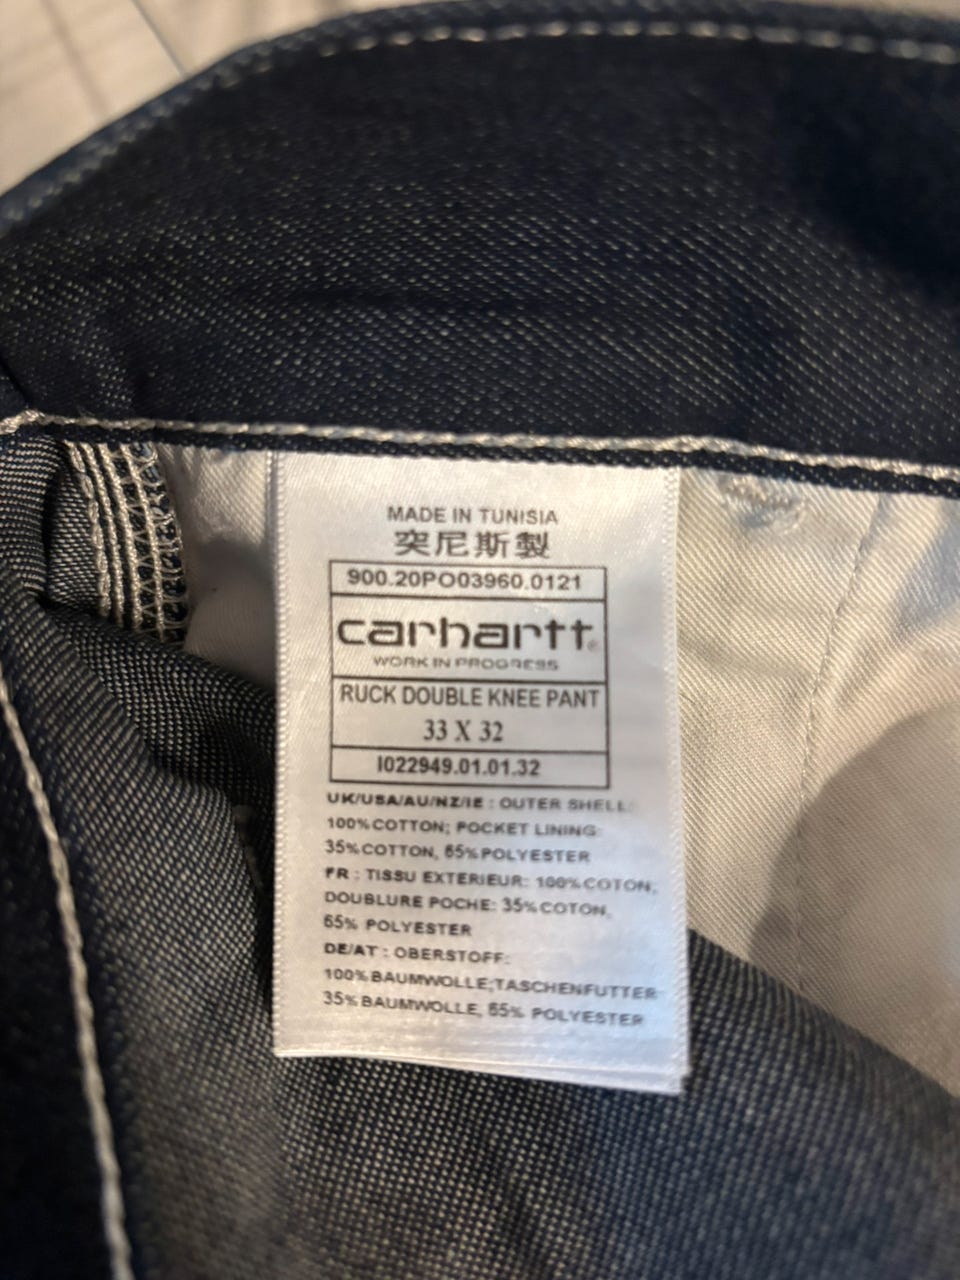 MADE IN TUNISIA
突尼斯製
900.20PO03960.0121
carhartt®
WORK IN PROGRESS
RUCK DOUBLE KNEE PANT
33 X 32
I022949.01.01.32
UK/USA/AU/NZ/IE : OUTER SHELL:
100% COTTON; POCKET LINING:
35% COTTON, 65% POLYESTER
FR : TISSU EXTERIEUR: 100% COTON;
DOUBLURE POCHE: 35% COTON,
65% POLYESTER
DE/AT : OBERSTOFF:
100% BAUMWOLLE;TASCHENFUTTER
35% BAUMWOLLE, 65% POLYESTER